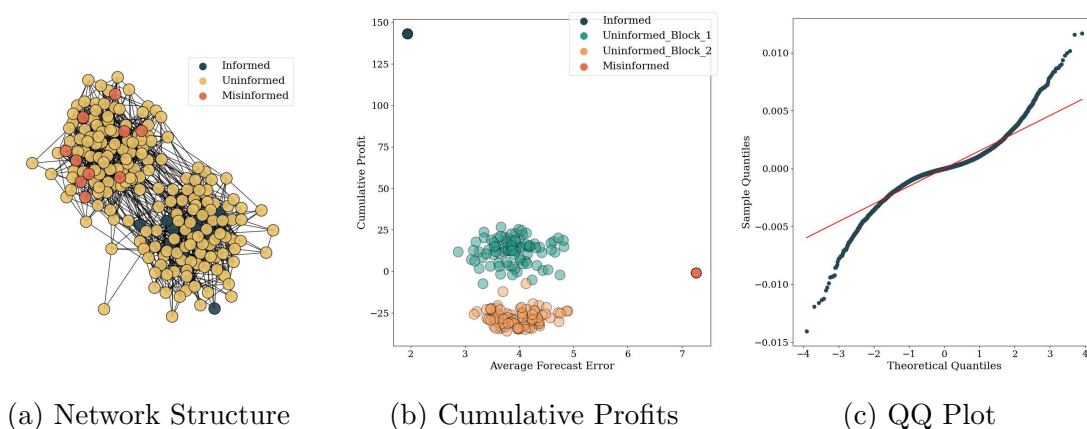 Informed
Uninformed
Misinformed
(a) Network Structure
150
125
100
75
50
25
0
−25
Cumulative Profit
Informed
Uninformed_Block_1
Uninformed_Block_2
Misinformed
2 3 4 5 6 7
Average Forecast Error
(b) Cumulative Profits
0.010
0.005
0.000
−0.005
−0.010
−0.015
Sample Quantiles
−4 −3 −2 −1 0 1 2 3 4
Theoretical Quantiles
(c) QQ Plot